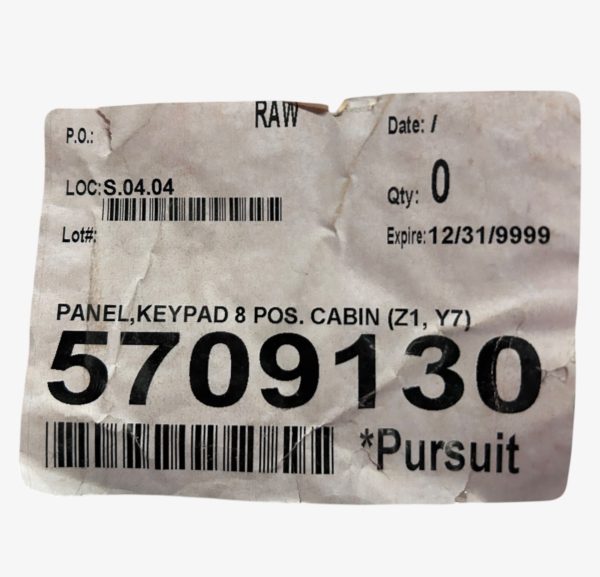 RAW
P.O.:
Date: /
LOC:S.04.04
Qty: 0
Lot#:
Expire:12/31/9999
PANEL,KEYPAD 8 POS. CABIN (Z1, Y7)
5709130
*Pursuit